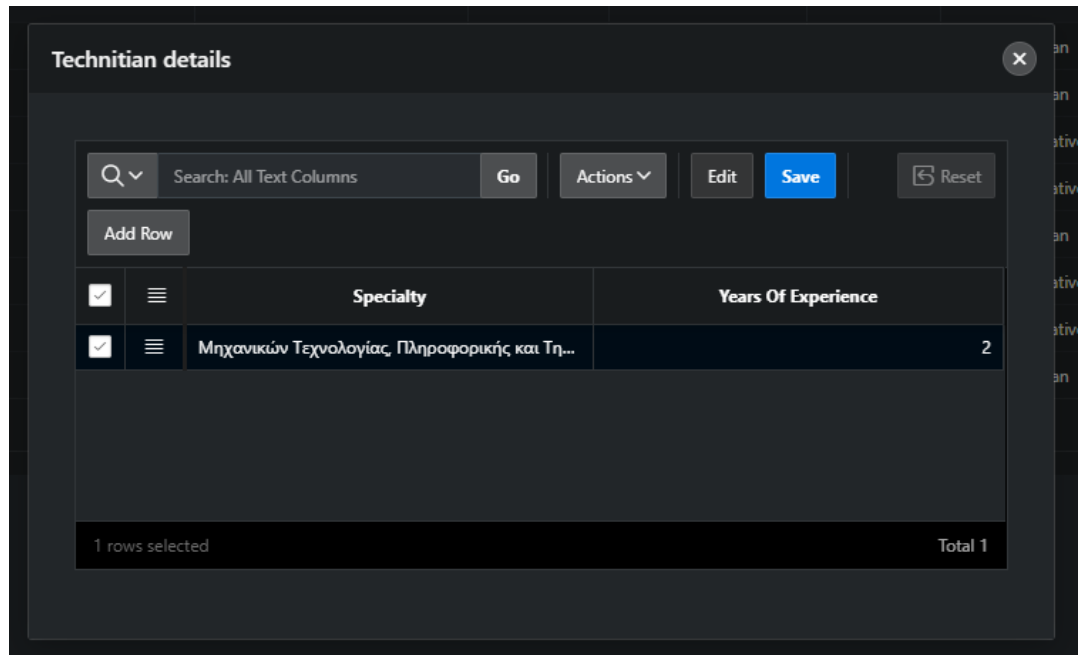 Technitian details
Search: All Text Columns Go Actions Edit Save Reset
Add Row
Specialty Years Of Experience
Μηχανικών Τεχνολογίας, Πληροφορικής και Τη... 2
1 rows selected Total 1